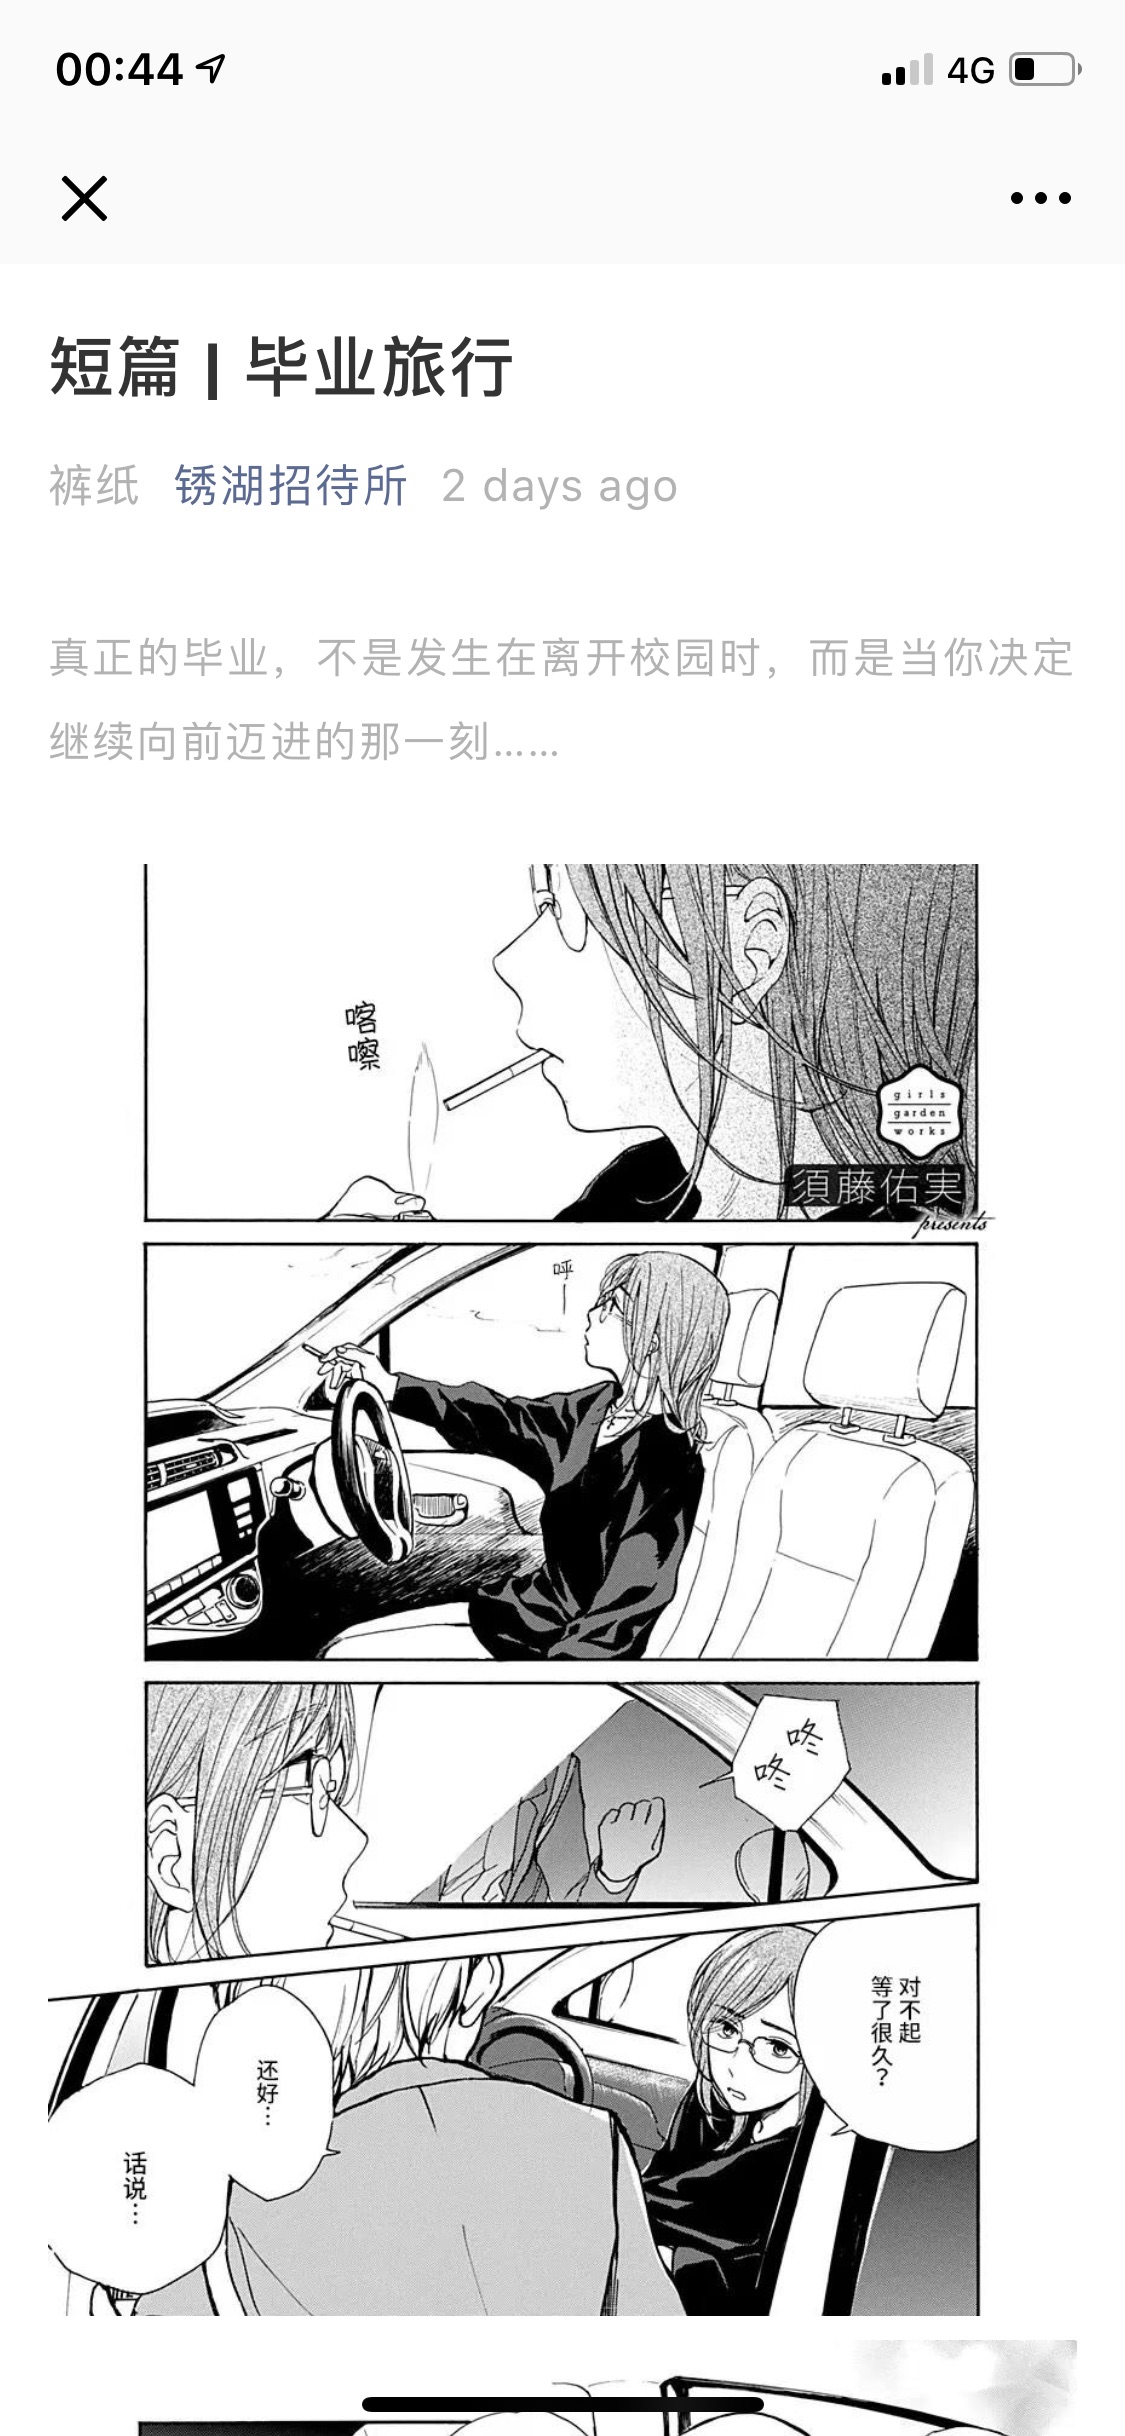 00:44
4G
短篇 | 毕业旅行
裤纸 锈湖招待所 2 days ago
真正的毕业，不是发生在离开校园时，而是当你决定
继续向前迈进的那一刻……
喀嚓
girls
garden
works
須藤佑実
presents
呼—
咚
咚
对不起
等了很久？
还好…
话说…